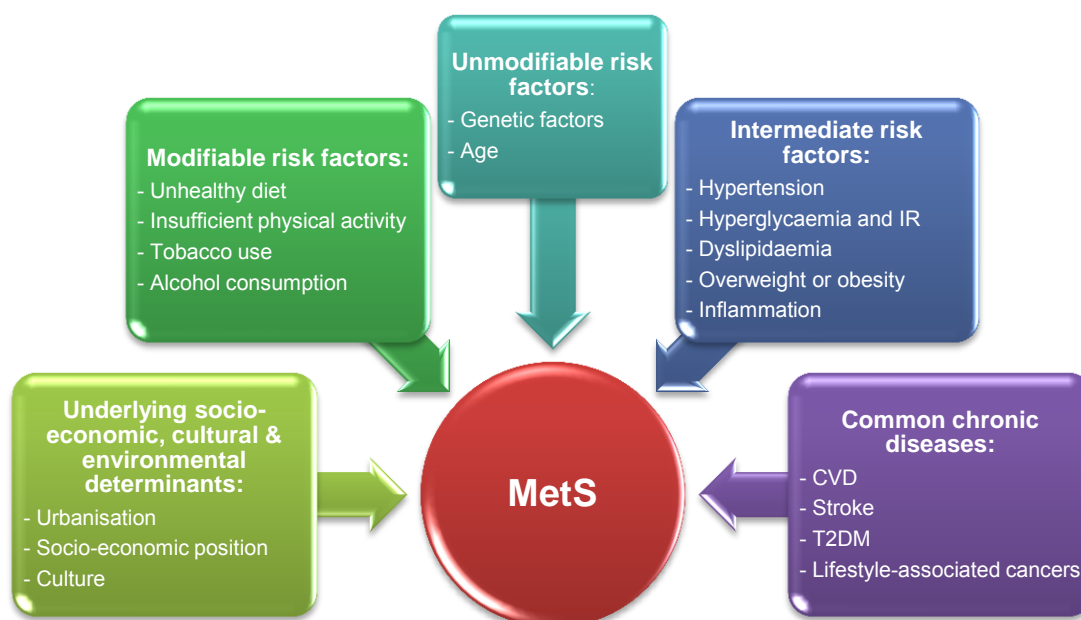 Underlying socio-
economic, cultural &
environmental
determinants:
- Urbanisation
- Socio-economic position
- Culture
Modifiable risk factors:
- Unhealthy diet
- Insufficient physical activity
- Tobacco use
- Alcohol consumption
Unmodifiable risk
factors:
- Genetic factors
- Age
Intermediate risk
factors:
- Hypertension
- Hyperglycaemia and IR
- Dyslipidaemia
- Overweight or obesity
- Inflammation
Common chronic
diseases:
- CVD
- Stroke
- T2DM
- Lifestyle-associated cancers
MetS